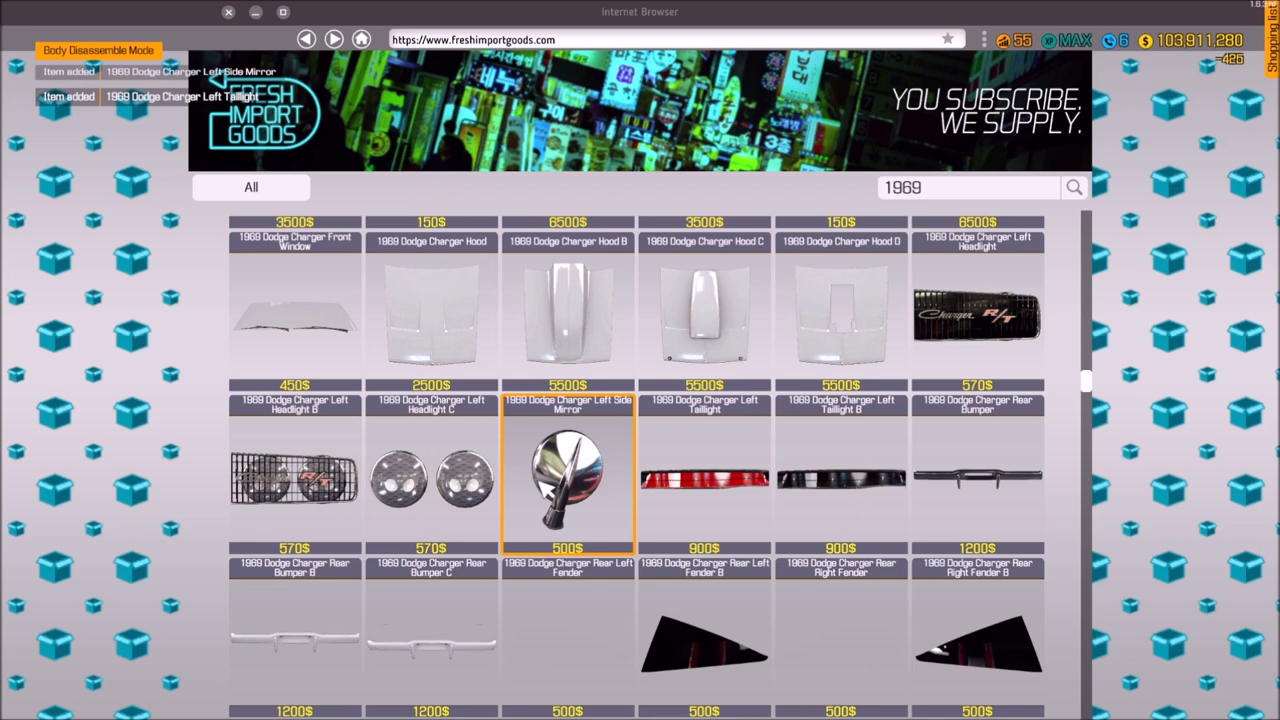 Internet Browser
1.6.3
https://www.freshimportgoods.com
55
XP MAX
6
$ 103,911,280
-425
Shopping list
Body Disassemble Mode
Item added 1969 Dodge Charger Left Side Mirror
Item added 1969 Dodge Charger Left Taillight
FRESH
IMPORT
GOODS
YOU SUBSCRIBE.
WE SUPPLY.
All
1969
3500$ 150$ 6500$ 3500$ 150$ 6500$
1969 Dodge Charger Front
Window
1969 Dodge Charger Hood
1969 Dodge Charger Hood B
1969 Dodge Charger Hood C
1969 Dodge Charger Hood D
1969 Dodge Charger Left
Headlight
Charger R/T
450$ 2500$ 5500$ 5500$ 5500$ 570$
1969 Dodge Charger Left
Headlight B
1969 Dodge Charger Left
Headlight C
1969 Dodge Charger Left Side
Mirror
1969 Dodge Charger Left
Taillight
1969 Dodge Charger Left
Taillight B
1969 Dodge Charger Rear
Bumper
R/T
570$ 570$ 500$ 900$ 900$ 1200$
1969 Dodge Charger Rear
Bumper B
1969 Dodge Charger Rear
Bumper C
1969 Dodge Charger Rear Left
Fender
1969 Dodge Charger Rear Left
Fender B
1969 Dodge Charger Rear
Right Fender
1969 Dodge Charger Rear
Right Fender B
1200$ 1200$ 500$ 500$ 500$ 500$